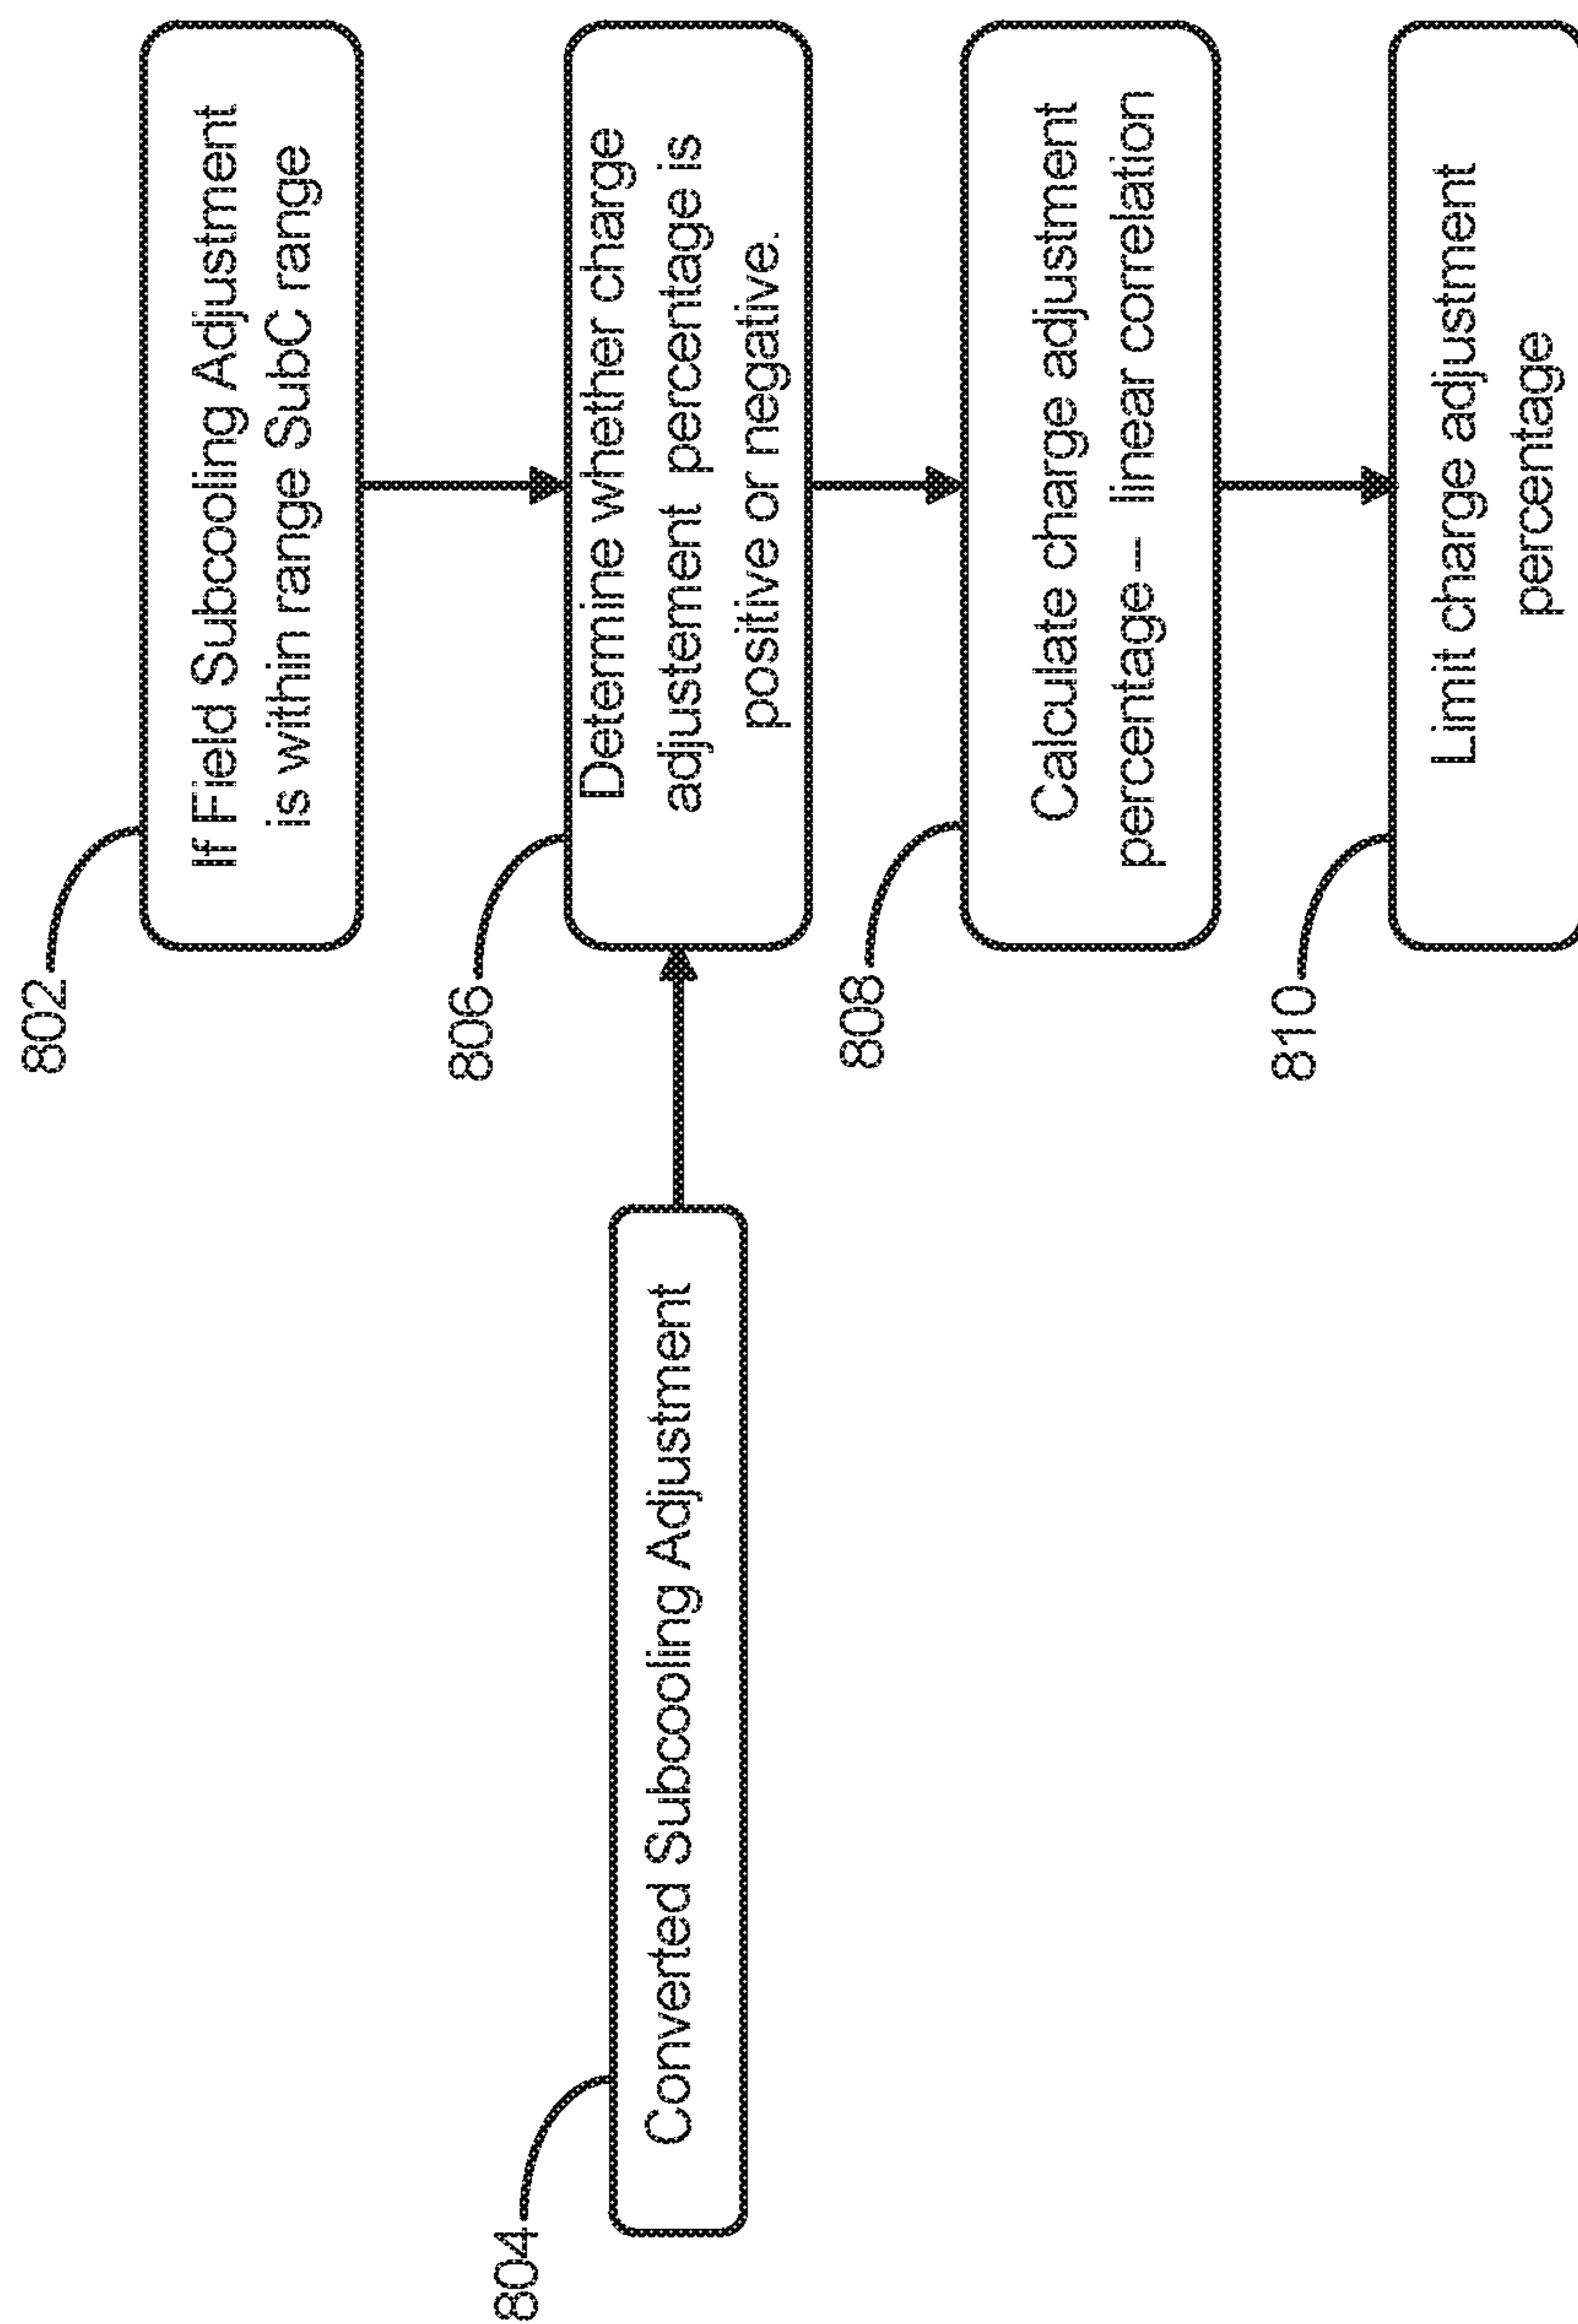 802
If Field Subcooling Adjustment
is within range SubC range
804
Converted Subcooling Adjustment
806
Determine whether charge
adjustement percentage is
positive or negative.
808
Calculate charge adjustment
percentage – linear correlation
810
Limit charge adjustment
percentage